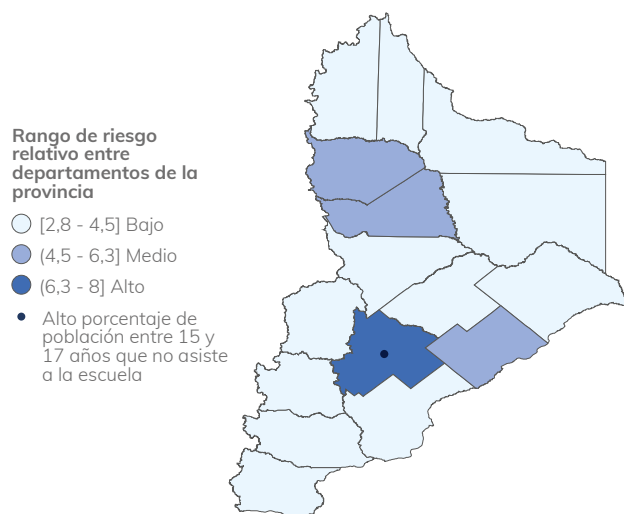 Rango de riesgo
relativo entre
departamentos de la
provincia
[2,8 - 4,5] Bajo
(4,5 - 6,3] Medio
(6,3 - 8] Alto
Alto porcentaje de
población entre 15 y
17 años que no asiste
a la escuela